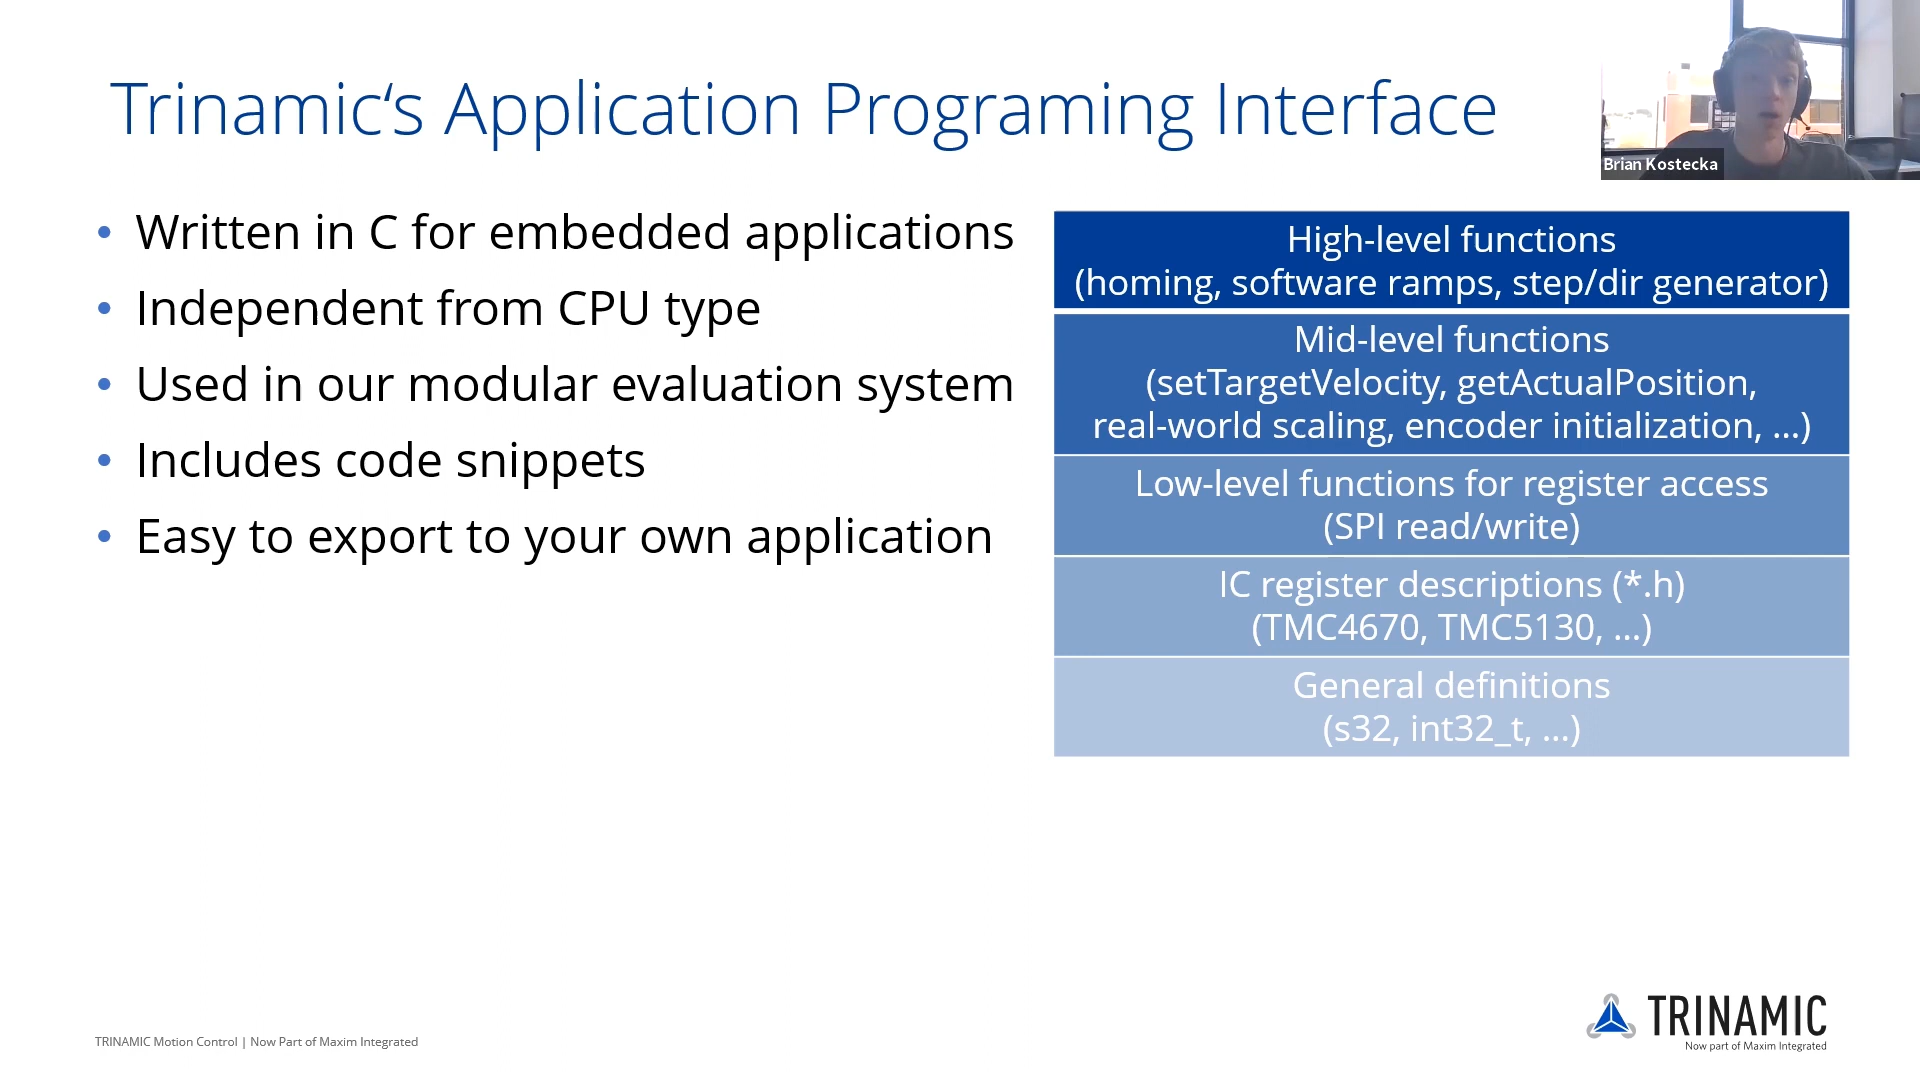 Trinamic‘s Application Programing Interface
Brian Kostecka
• Written in C for embedded applications
• Independent from CPU type
• Used in our modular evaluation system
• Includes code snippets
• Easy to export to your own application
High-level functions
(homing, software ramps, step/dir generator)
Mid-level functions
(setTargetVelocity, getActualPosition,
real-world scaling, encoder initialization, …)
Low-level functions for register access
(SPI read/write)
IC register descriptions (*.h)
(TMC4670, TMC5130, …)
General definitions
(s32, int32_t, …)
TRINAMIC Motion Control | Now Part of Maxim Integrated
TRINAMIC
Now part of Maxim Integrated